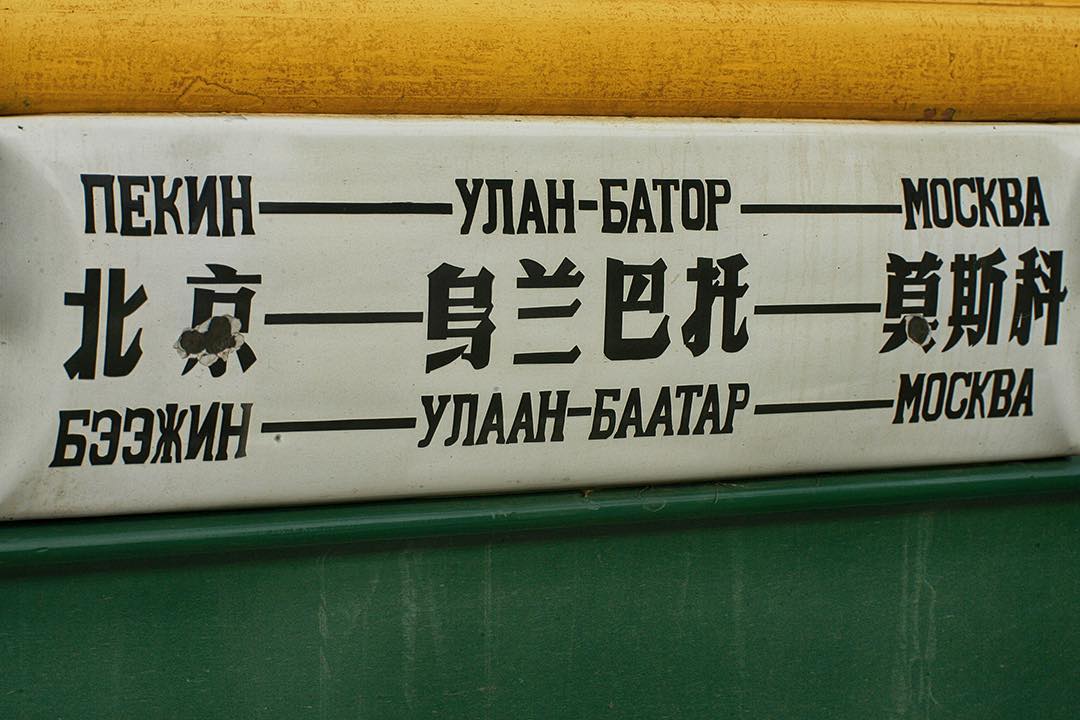 ПЕКИН — УЛАН-БАТОР — МОСКВА
北京 — 乌兰巴托 — 莫斯科
БЭЭЖИН — УЛААН-БААТАР — МОСКВА